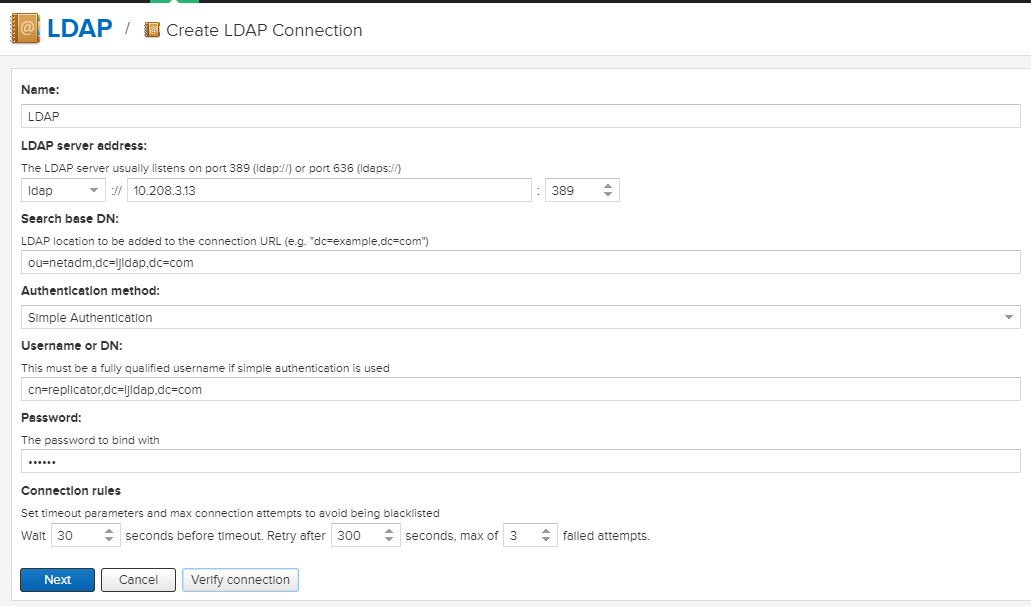 LDAP / Create LDAP Connection
Name:
LDAP
LDAP server address:
The LDAP server usually listens on port 389 (ldap://) or port 636 (ldaps://)
ldap :// 10.208.3.13 : 389
Search base DN:
LDAP location to be added to the connection URL (e.g. "dc=example,dc=com")
ou=netadm,dc=ljldap,dc=com
Authentication method:
Simple Authentication
Username or DN:
This must be a fully qualified username if simple authentication is used
cn=replicator,dc=ljldap,dc=com
Password:
The password to bind with
••••••
Connection rules
Set timeout parameters and max connection attempts to avoid being blacklisted
Wait 30 seconds before timeout. Retry after 300 seconds, max of 3 failed attempts.
Next Cancel Verify connection